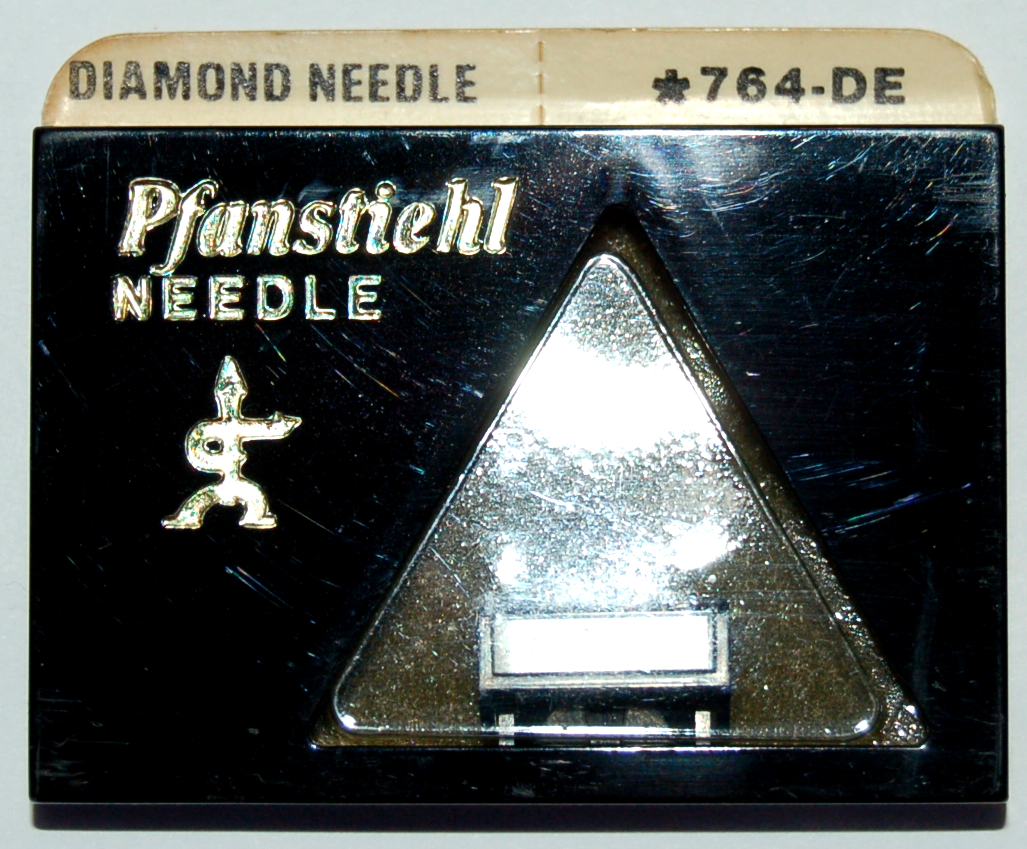 DIAMOND NEEDLE *764-DE
Pfanstiehl
NEEDLE